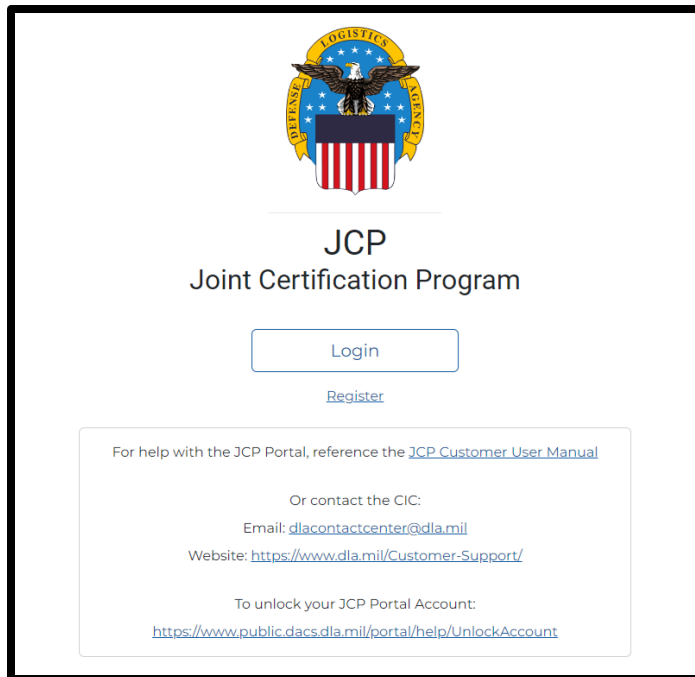 LOGISTICS
DEFENSE
AGENCY
JCP
Joint Certification Program
Login
Register
For help with the JCP Portal, reference the JCP Customer User Manual
Or contact the CIC:
Email: dlacontactcenter@dla.mil
Website: https://www.dla.mil/Customer-Support/
To unlock your JCP Portal Account:
https://www.public.dacs.dla.mil/portal/help/UnlockAccount